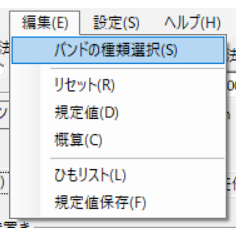 編集(E) 設定(S) ヘルプ(H)
バンドの種類選択(S)
リセット(R)
規定値(D)
概算(C)
ひもリスト(L)
規定値保存(F)